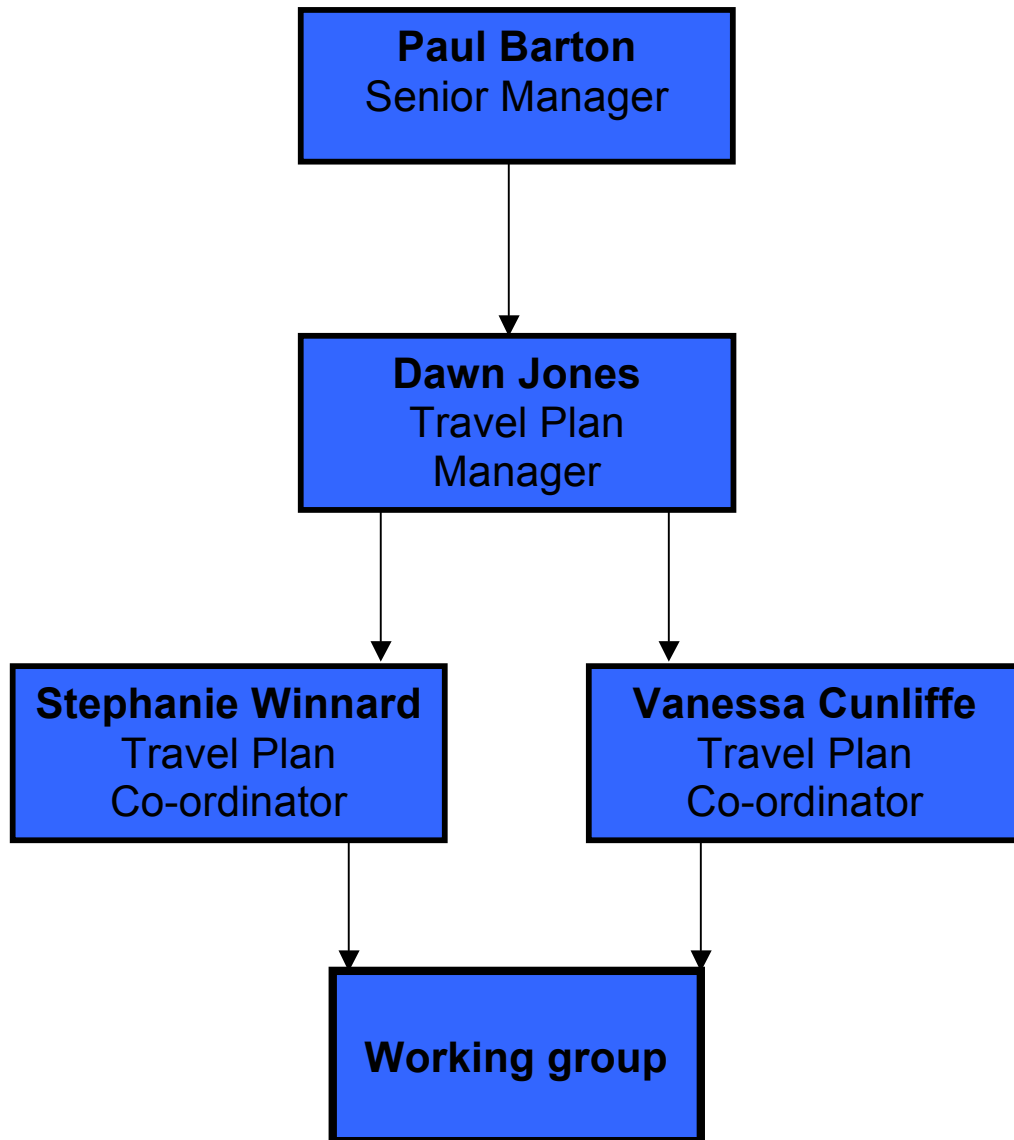 Paul Barton
Senior Manager
Dawn Jones
Travel Plan
Manager
Stephanie Winnard
Travel Plan
Co-ordinator
Vanessa Cunliffe
Travel Plan
Co-ordinator
Working group